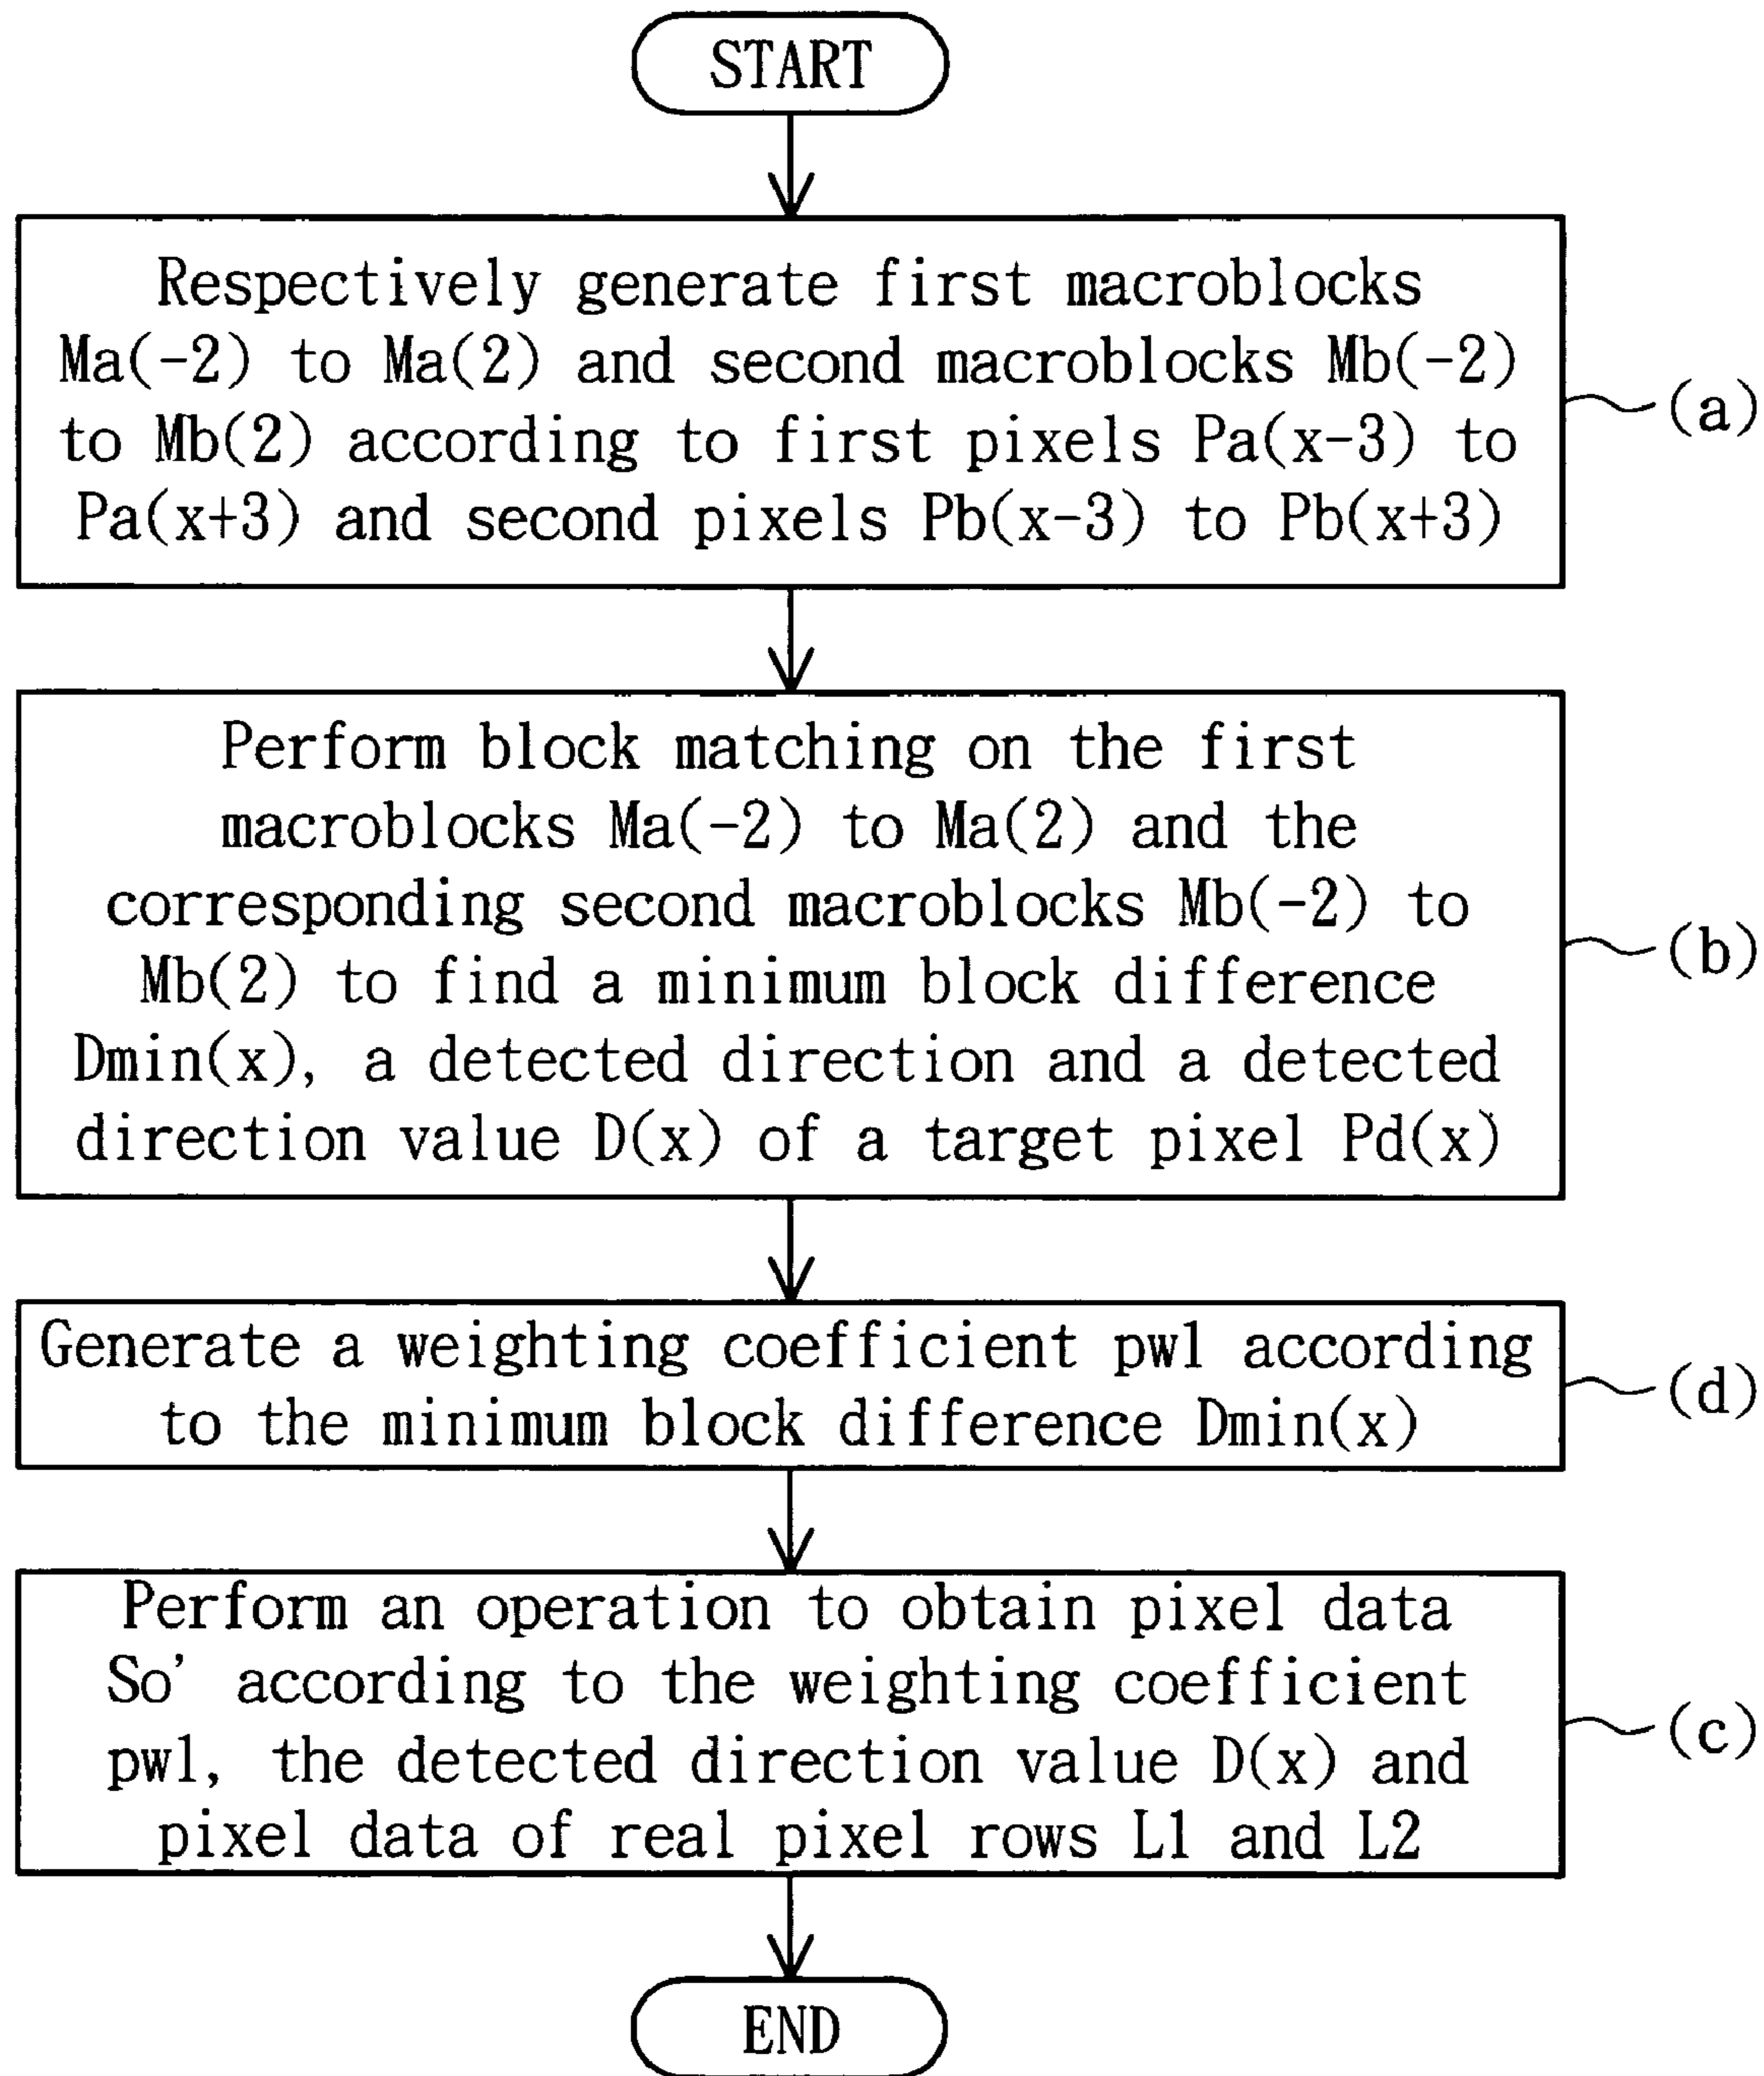 START
Respectively generate first macroblocks
Ma(-2) to Ma(2) and second macroblocks Mb(-2)
to Mb(2) according to first pixels Pa(x-3) to
Pa(x+3) and second pixels Pb(x-3) to Pb(x+3)
(a)
Perform block matching on the first
macroblocks Ma(-2) to Ma(2) and the
corresponding second macroblocks Mb(-2) to
Mb(2) to find a minimum block difference
Dmin(x), a detected direction and a detected
direction value D(x) of a target pixel Pd(x)
(b)
Generate a weighting coefficient pw1 according
to the minimum block difference Dmin(x)
(d)
Perform an operation to obtain pixel data
So' according to the weighting coefficient
pw1, the detected direction value D(x) and
pixel data of real pixel rows L1 and L2
(c)
END